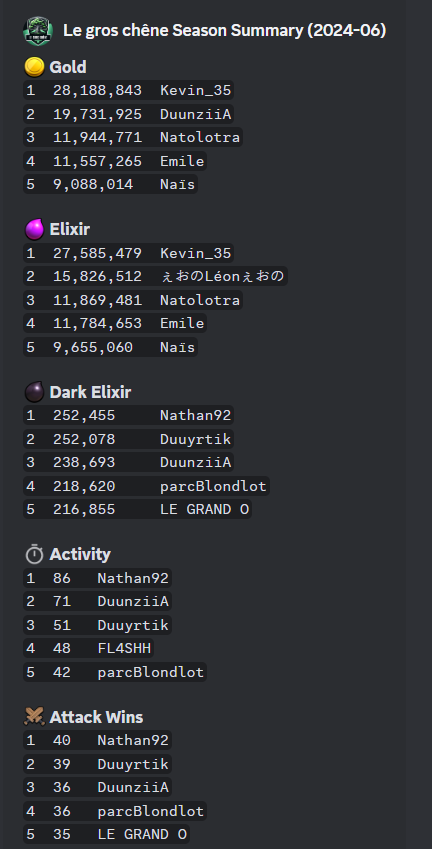 Le gros chêne Season Summary (2024-06)
Gold
1 28,188,843 Kevin_35
2 19,731,925 DuunziiA
3 11,944,771 Natolotra
4 11,557,265 Emile
5 9,088,014 Naïs
Elixir
1 27,585,479 Kevin_35
2 15,826,512 ぇおのLéonぇおの
3 11,869,481 Natolotra
4 11,784,653 Emile
5 9,655,060 Naïs
Dark Elixir
1 252,455 Nathan92
2 252,078 Duuyrtik
3 238,693 DuunziiA
4 218,620 parcBlondlot
5 216,855 LE GRAND O
Activity
1 86 Nathan92
2 71 DuunziiA
3 51 Duuyrtik
4 48 FL4SHH
5 42 parcBlondlot
Attack Wins
1 40 Nathan92
2 39 Duuyrtik
3 36 DuunziiA
4 36 parcBlondlot
5 35 LE GRAND O